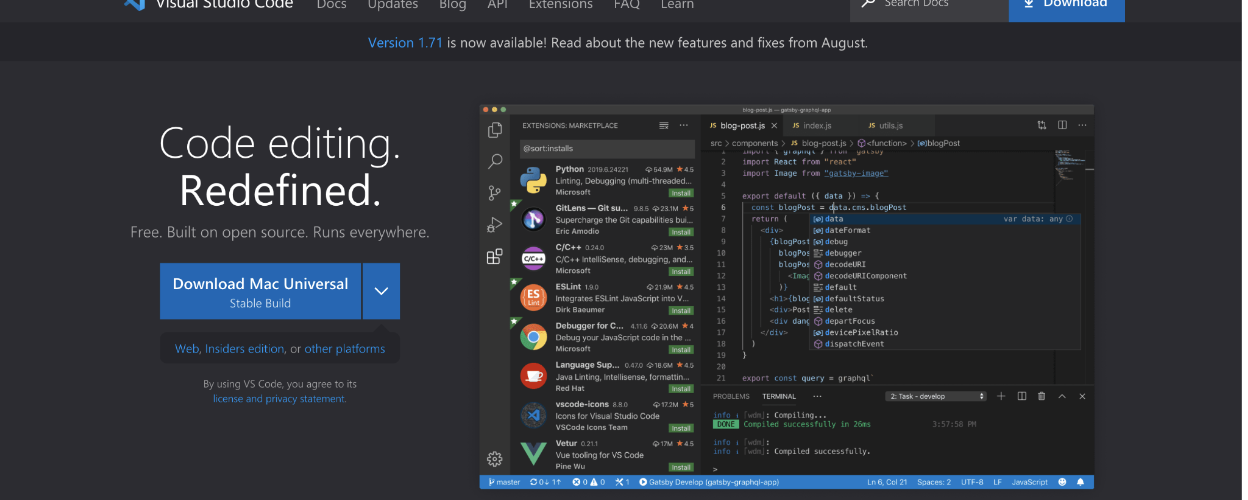 Visual Studio Code Docs Updates Blog API Extensions FAQ Learn Search Docs Download
Version 1.71 is now available! Read about the new features and fixes from August.
Code editing.
Redefined.
Free. Built on open source. Runs everywhere.
Download Mac Universal
Stable Build
Web, Insiders edition, or other platforms
By using VS Code, you agree to its
license and privacy statement.
blog-post.js — gatsby-graphql-app
EXTENSIONS: MARKETPLACE
@sort:installs
Python 2019.6.24221 54.9M ★4.5
Linting, Debugging (multi-threaded...
Microsoft Install
GitLens — Git su... 9.8.5 23.1M ★5
Supercharge the Git capabilities bui...
Eric Amodio Install
C/C++ 0.24.0 23M ★3.5
C/C++ IntelliSense, debugging, and...
Microsoft Install
ESLint 1.9.0 21.9M ★4.5
Integrates ESLint JavaScript into V...
Dirk Baeumer Install
Debugger for C... 4.11.6 20.6M ★4
Debug your JavaScript code in the ...
Microsoft Install
Language Sup... 0.47.0 18.6M ★4.5
Java Linting, Intellisense, formattin...
Red Hat Install
vscode-icons 8.8.0 17.2M ★5
Icons for Visual Studio Code
VSCode Icons Team Install
Vetur 0.21.1 17M ★4.5
Vue tooling for VS Code
Pine Wu Install
JS blog-post.js JS index.js JS utils.js
src > components > JS blog-post.js > <function> > blogPost
1 import { graphql } from "gatsby"
2 import React from "react"
3 import Image from "gatsby-image"
4
5 export default ({ data }) => {
6 const blogPost = data.cms.blogPost
7 return (
8 <div>
9 {blogPost
10 blogPo
11 blogPo
12 <Imag
13 )}
14 <h1>{blog
15 <div>Post
16 <div dang
17 </div>
18 )
19 }
20
21 export const query = graphql`
data var data: any
dateFormat
debug
debugger
decodeURI
decodeURIComponent
default
defaultStatus
delete
departFocus
devicePixelRatio
dispatchEvent
PROBLEMS TERMINAL ... 2: Task - develop
info : [wdm]: Compiling...
DONE Compiled successfully in 26ms 3:57:58 PM
info : [wdm]:
info : [wdm]: Compiled successfully.
>
master 0↓ 1↑ 0 0 1 Gatsby Develop (gatsby-graphql-app) Ln 6, Col 21 Spaces: 2 UTF-8 LF JavaScript